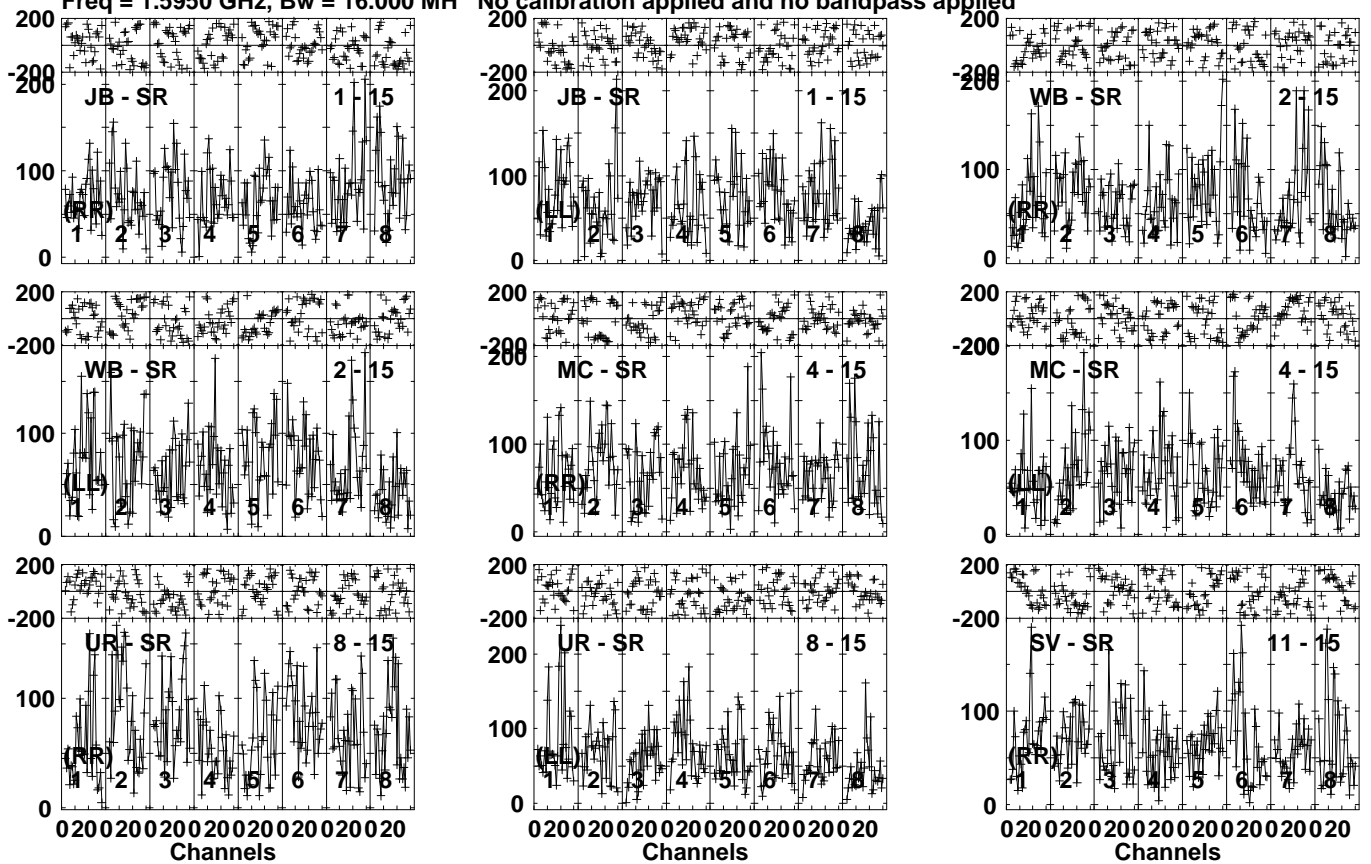 Freq = 1.5950 GHz, Bw = 16.000 MH No calibration applied and no bandpass applied
200 200 200
-200 -200 -200
200 200 200
JB - SR 1 - 15 JB - SR 1 - 15 WB - SR 2 - 15
100 100 100
(RR) (LL) (RR)
1 2 3 4 5 6 7 8 1 2 3 4 5 6 7 8 1 2 3 4 5 6 7 8
0 0 0
200 200 200
-200 -200 -200
200
WB - SR 2 - 15 MC - SR 4 - 15 MC - SR 4 - 15
100 100 100
(LL) (RR) (LL)
1 2 3 4 5 6 7 8 1 2 3 4 5 6 7 8 1 2 3 4 5 6 7 8
0 0 0
200 200 200
-200 -200 -200
UR - SR 8 - 15 UR - SR 8 - 15 SV - SR 11 - 15
200
100 100 100
(RR) (LL) (RR)
1 2 3 4 5 6 7 8 1 2 3 4 5 6 7 8 1 2 3 4 5 6 7 8
0 0 0
0 20 0 20 0 20 0 20 0 20 0 20 0 20 0 20 0 20 0 20 0 20 0 20 0 20 0 20 0 20 0 20 0 20 0 20 0 20 0 20 0 20 0 20 0 20 0 20
Channels Channels Channels